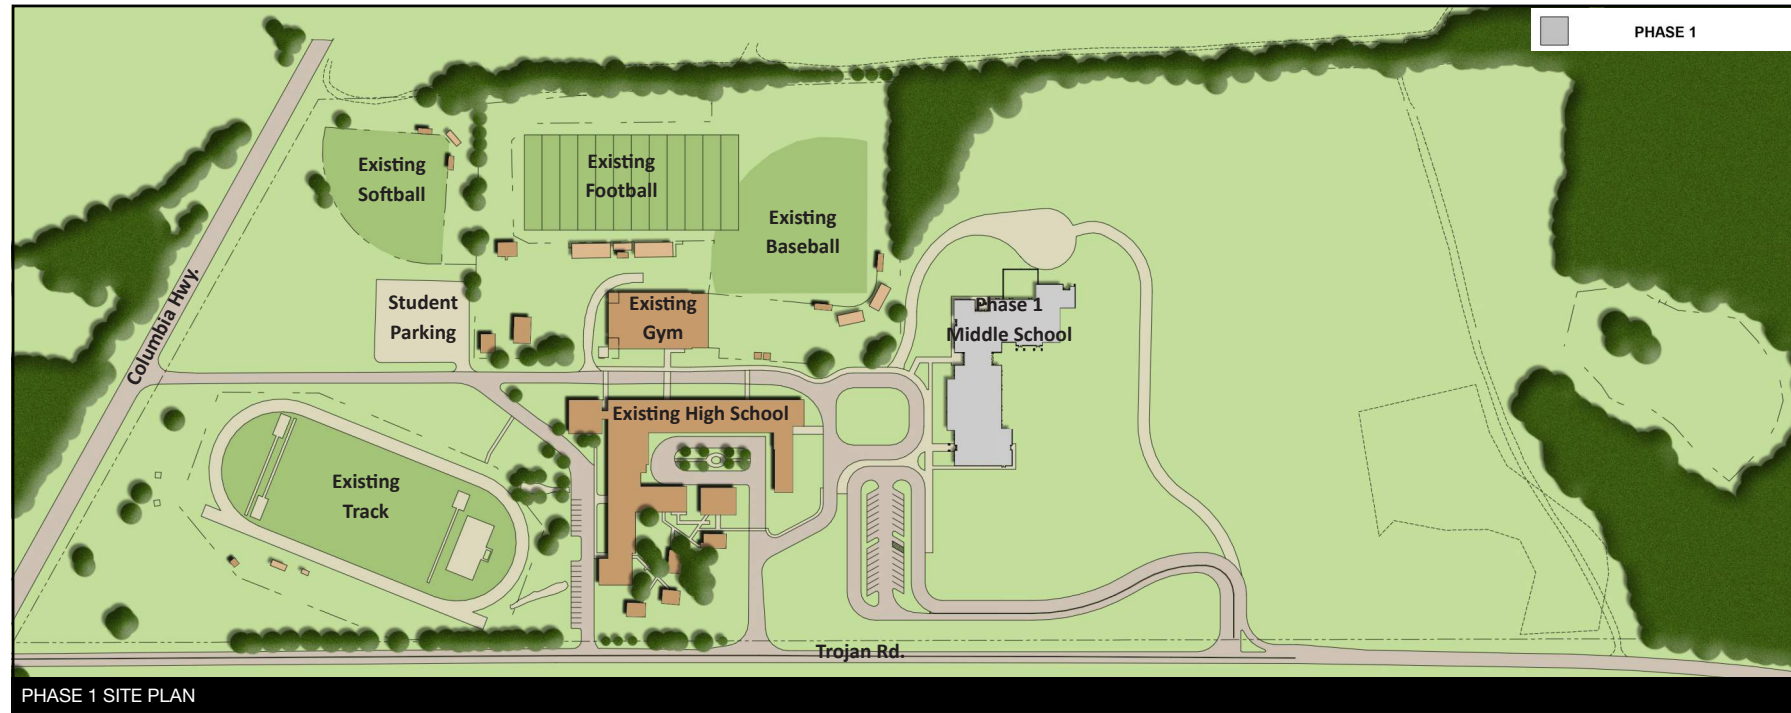 PHASE 1
Existing
Softball
Existing
Football
Existing
Baseball
Columbia Hwy.
Student
Parking
Existing
Gym
Phase 1
Middle School
Existing High School
Existing
Track
Trojan Rd.
PHASE 1 SITE PLAN